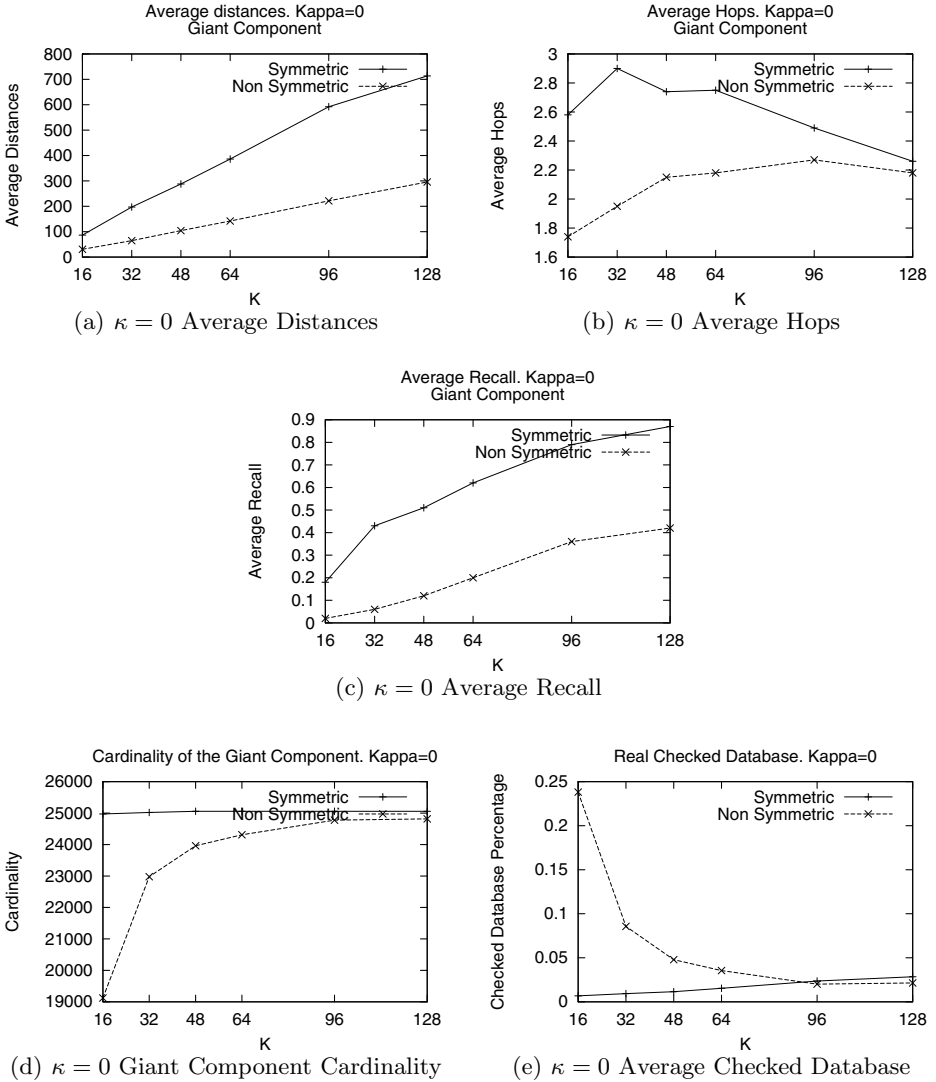 Average distances. Kappa=0
Giant Component
800
700
600
500
400
300
200
100
0
Average Distances
Symmetric
Non Symmetric
16 32 48 64 96 128
K
(a) κ = 0 Average Distances
Average Hops. Kappa=0
Giant Component
3
2.8
2.6
2.4
2.2
2
1.8
1.6
Average Hops
Symmetric
Non Symmetric
16 32 48 64 96 128
K
(b) κ = 0 Average Hops
Average Recall. Kappa=0
Giant Component
0.9
0.8
0.7
0.6
0.5
0.4
0.3
0.2
0.1
0
Average Recall
Symmetric
Non Symmetric
16 32 48 64 96 128
K
(c) κ = 0 Average Recall
Cardinality of the Giant Component. Kappa=0
26000
25000
24000
23000
22000
21000
20000
19000
Cardinality
Symmetric
Non Symmetric
16 32 48 64 96 128
K
(d) κ = 0 Giant Component Cardinality
Real Checked Database. Kappa=0
0.25
0.2
0.15
0.1
0.05
0
Checked Database Percentage
Symmetric
Non Symmetric
16 32 48 64 96 128
K
(e) κ = 0 Average Checked Database